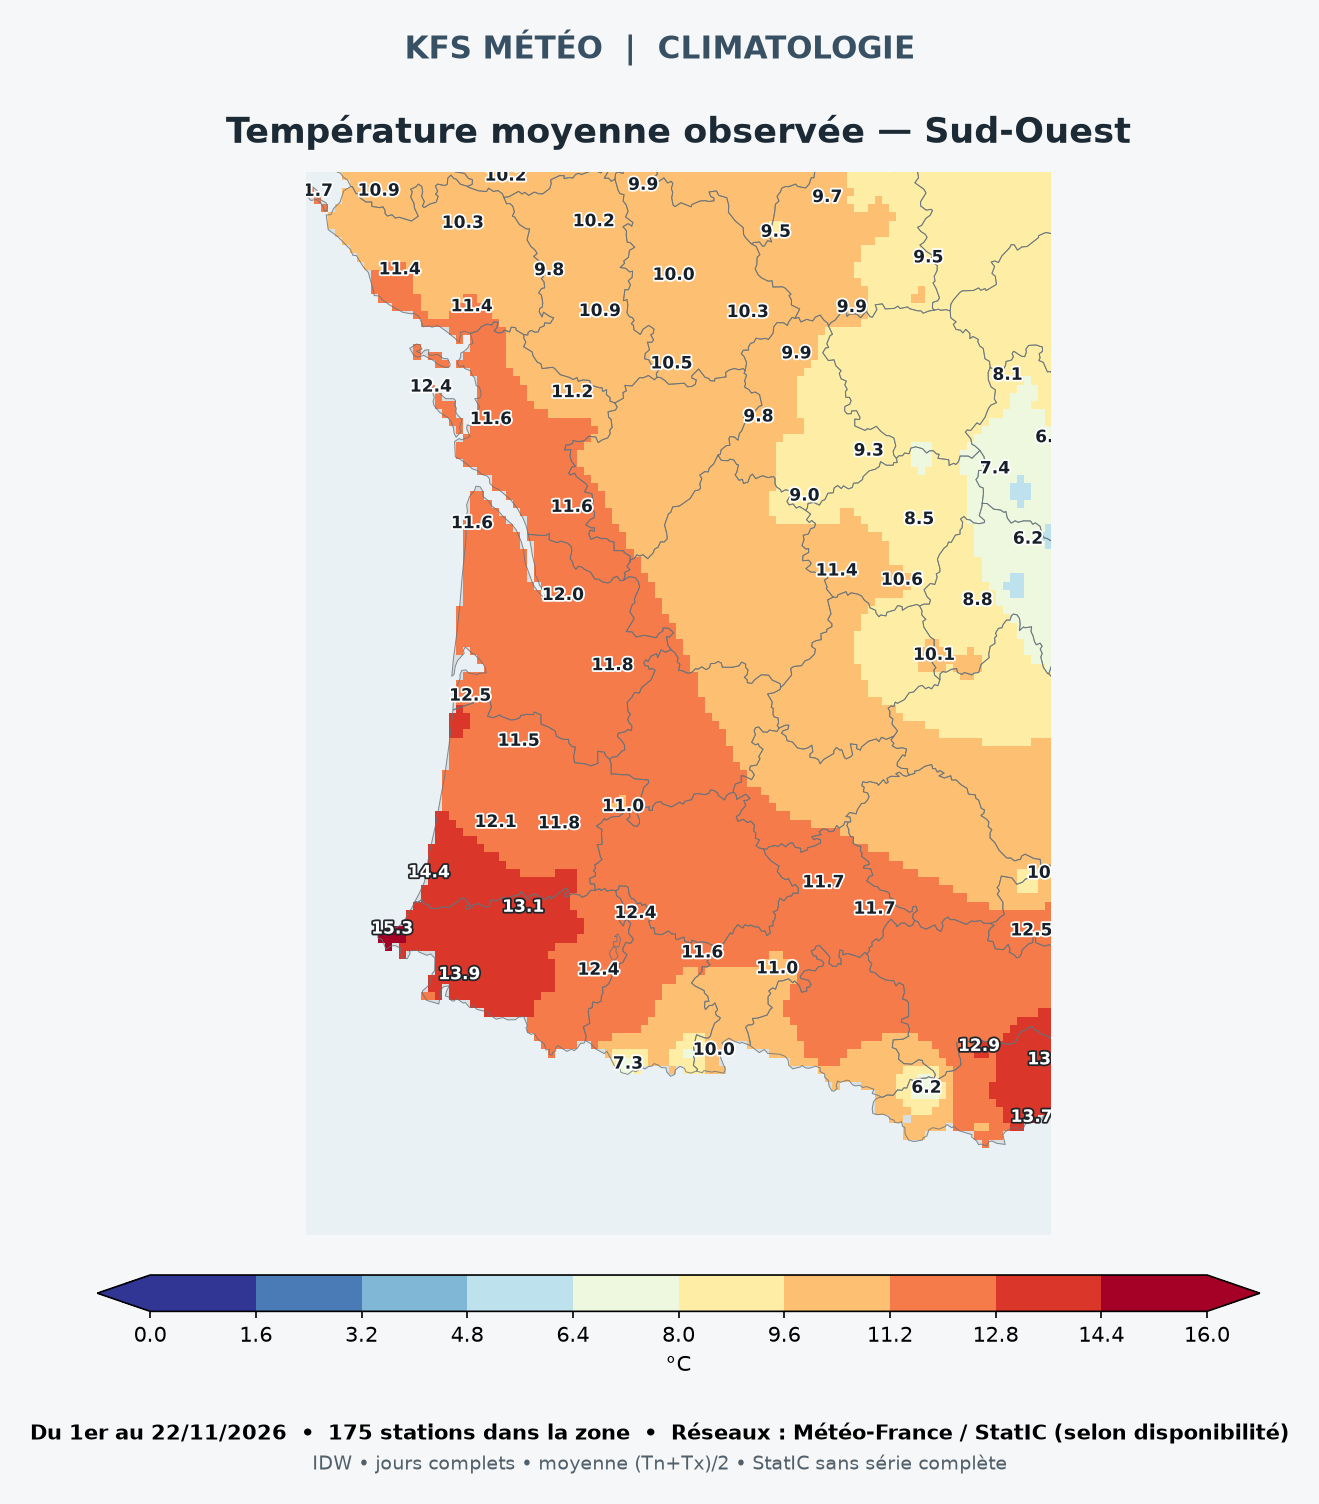 KFS MÉTÉO | CLIMATOLOGIE
Température moyenne observée — Sud-Ouest
10.2
1.7 10.9 9.9 9.7
10.3 10.2 9.5
9.5
11.4 9.8 10.0
11.4 10.9 10.3 9.9
9.9
10.5 8.1
12.4 11.2
11.6 9.8 6.
9.3
7.4
9.0
11.6 11.6 8.5
6.2
11.4 10.6
12.0 8.8
11.8 10.1
12.5
11.5
11.0
12.1 11.8
14.4 11.7 10
13.1 12.4 11.7
15.3 12.5
11.6
13.9 12.4 11.0
12.9
7.3 10.0 13
6.2
13.7
0.0 1.6 3.2 4.8 6.4 8.0 9.6 11.2 12.8 14.4 16.0
°C
Du 1er au 22/11/2026 • 175 stations dans la zone • Réseaux : Météo-France / StatIC (selon disponibilité)
IDW • jours complets • moyenne (Tn+Tx)/2 • StatIC sans série complète